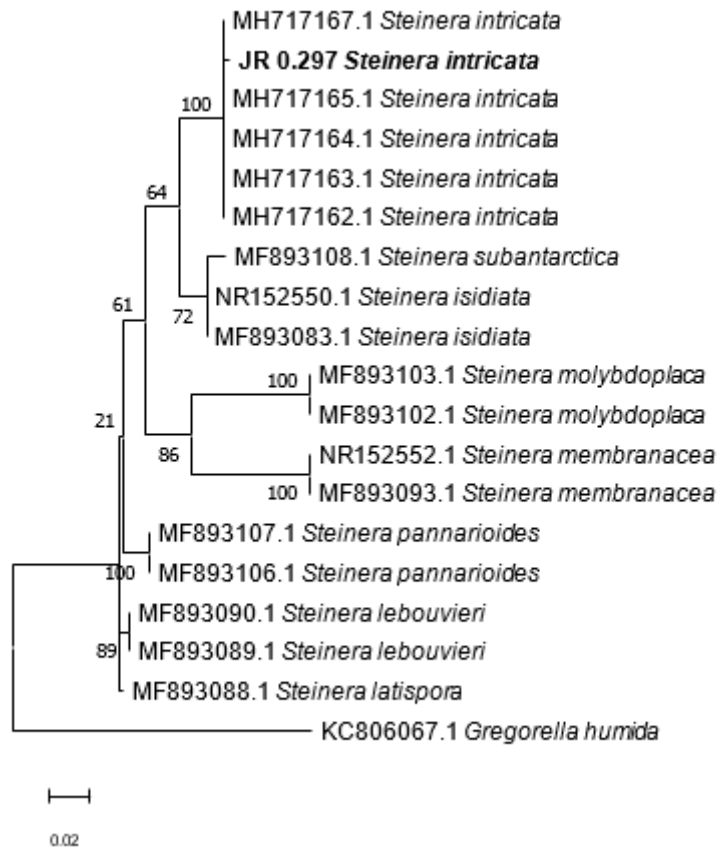 MH717167.1 Steinera intricata
JR 0.297 Steinera intricata
100
MH717165.1 Steinera intricata
MH717164.1 Steinera intricata
MH717163.1 Steinera intricata
64
MH717162.1 Steinera intricata
MF893108.1 Steinera subantarctica
NR152550.1 Steinera isidiata
61
72
MF893083.1 Steinera isidiata
100
MF893103.1 Steinera molybdoplaca
MF893102.1 Steinera molybdoplaca
21
86
NR152552.1 Steinera membranacea
100
MF893093.1 Steinera membranacea
MF893107.1 Steinera pannarioides
100
MF893106.1 Steinera pannarioides
MF893090.1 Steinera lebouvieri
89
MF893089.1 Steinera lebouvieri
MF893088.1 Steinera latispora
KC806067.1 Gregorella humida
0.02